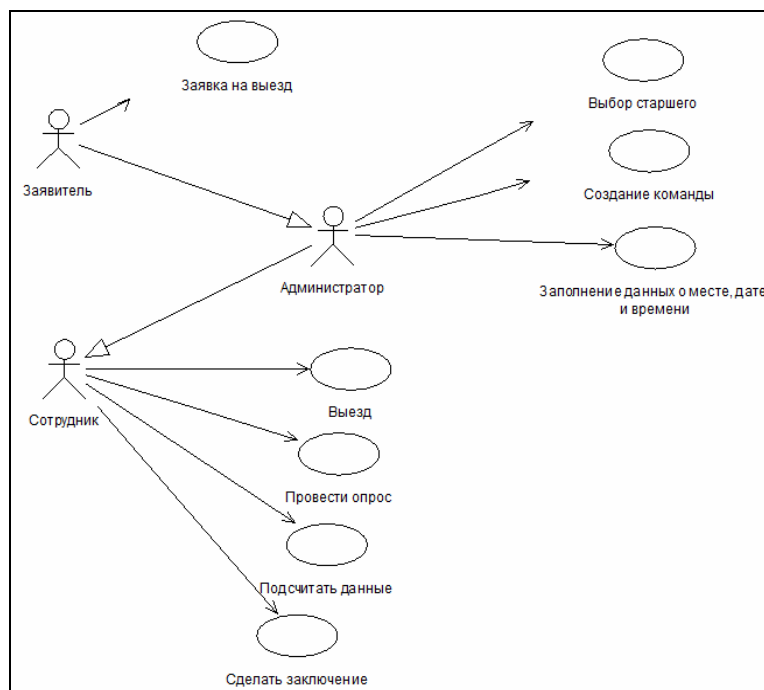 Заявка на выезд
Выбор старшего
Заявитель
Создание команды
Администратор
Заполнение данных о месте, дате
и времени
Сотрудник
Выезд
Провести опрос
Подсчитать данные
Сделать заключение